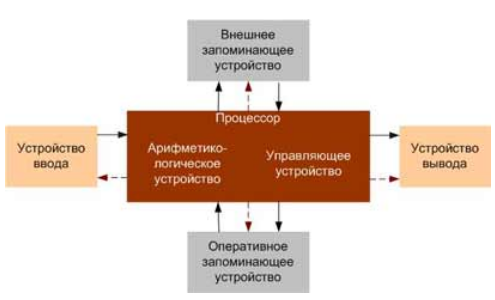 Внешнее
запоминающее
устройство
Процессор
Устройство
ввода
Арифметико-
логическое
устройство
Управляющее
устройство
Устройство
вывода
Оперативное
запоминающее
устройство